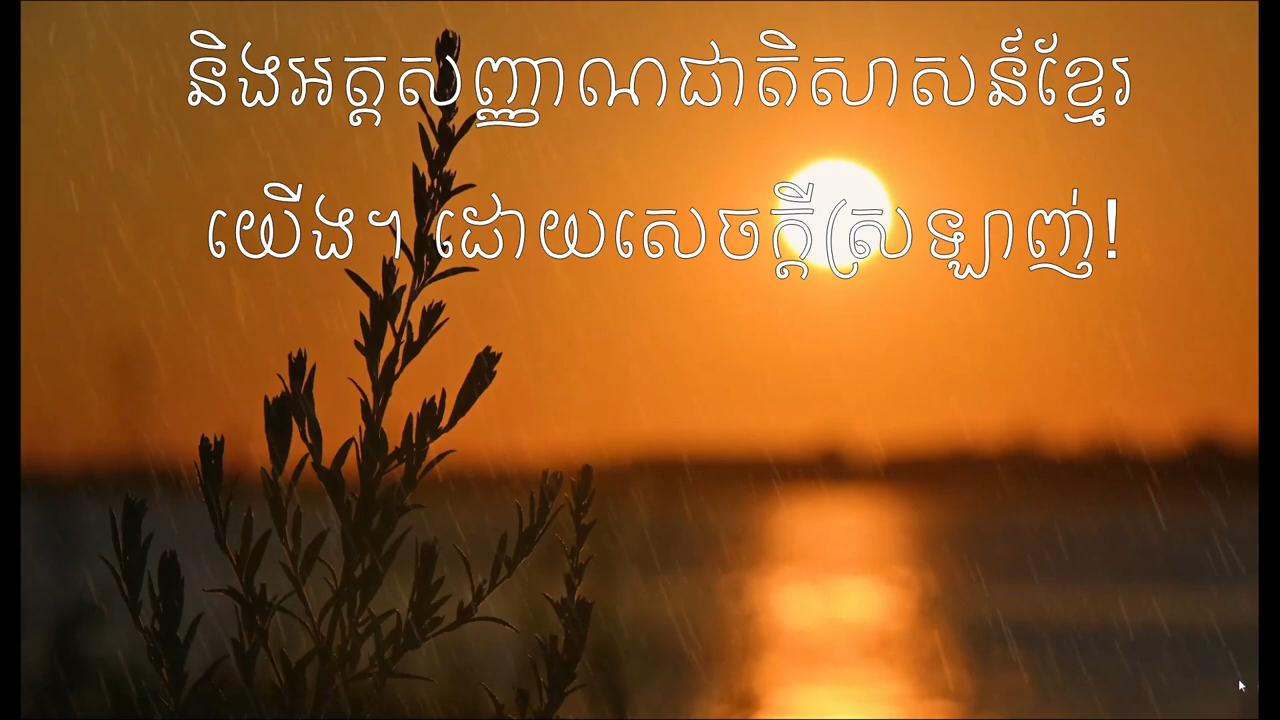 និងអត្តសញ្ញាណជាតិសាសន៍ខ្មែរ
យើង។ ដោយសេចក្ដីស្រឡាញ់!